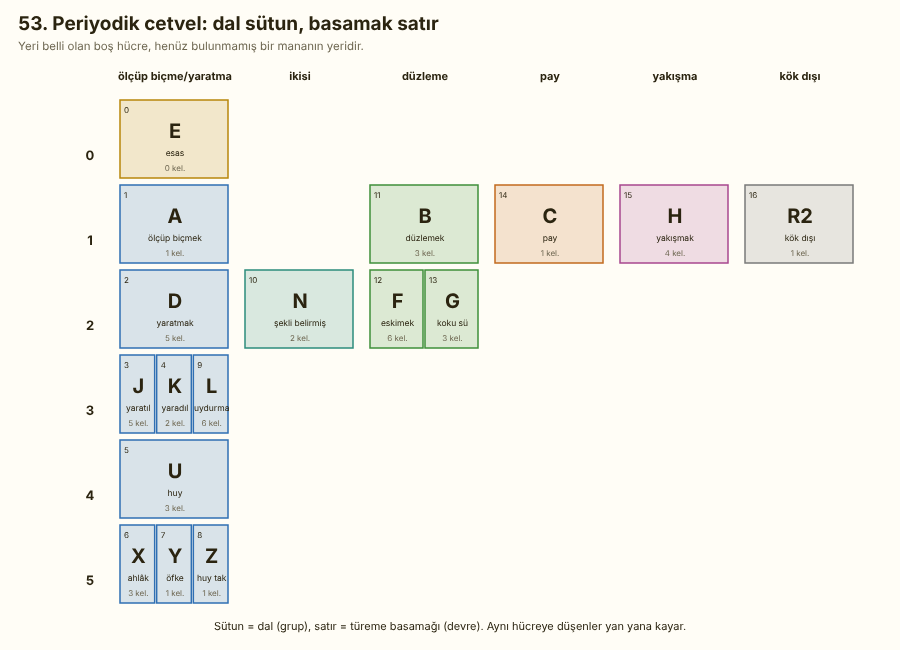 53. Periyodik cetvel: dal sütun, basamak satır
Yeri belli olan boş hücre, henüz bulunmamış bir mananın yeridir.
ölçüp biçme/yaratma ikisi düzleme pay yakışma kök dışı
0
0
E
esas
0 kel.
1
1
A
ölçüp biçmek
1 kel.
11
B
düzlemek
3 kel.
14
C
pay
1 kel.
15
H
yakışmak
4 kel.
16
R2
kök dışı
1 kel.
2
2
D
yaratmak
5 kel.
10
N
şekli belirmiş
2 kel.
12
F
eskimek
6 kel.
13
G
koku sü
3 kel.
3
3
J
yaratıl
5 kel.
4
K
yaradıl
2 kel.
9
L
uydurma
6 kel.
4
5
U
huy
3 kel.
5
6
X
ahlâk
3 kel.
7
Y
öfke
1 kel.
8
Z
huy tak
1 kel.
Sütun = dal (grup), satır = türeme basamağı (devre). Aynı hücreye düşenler yan yana kayar.